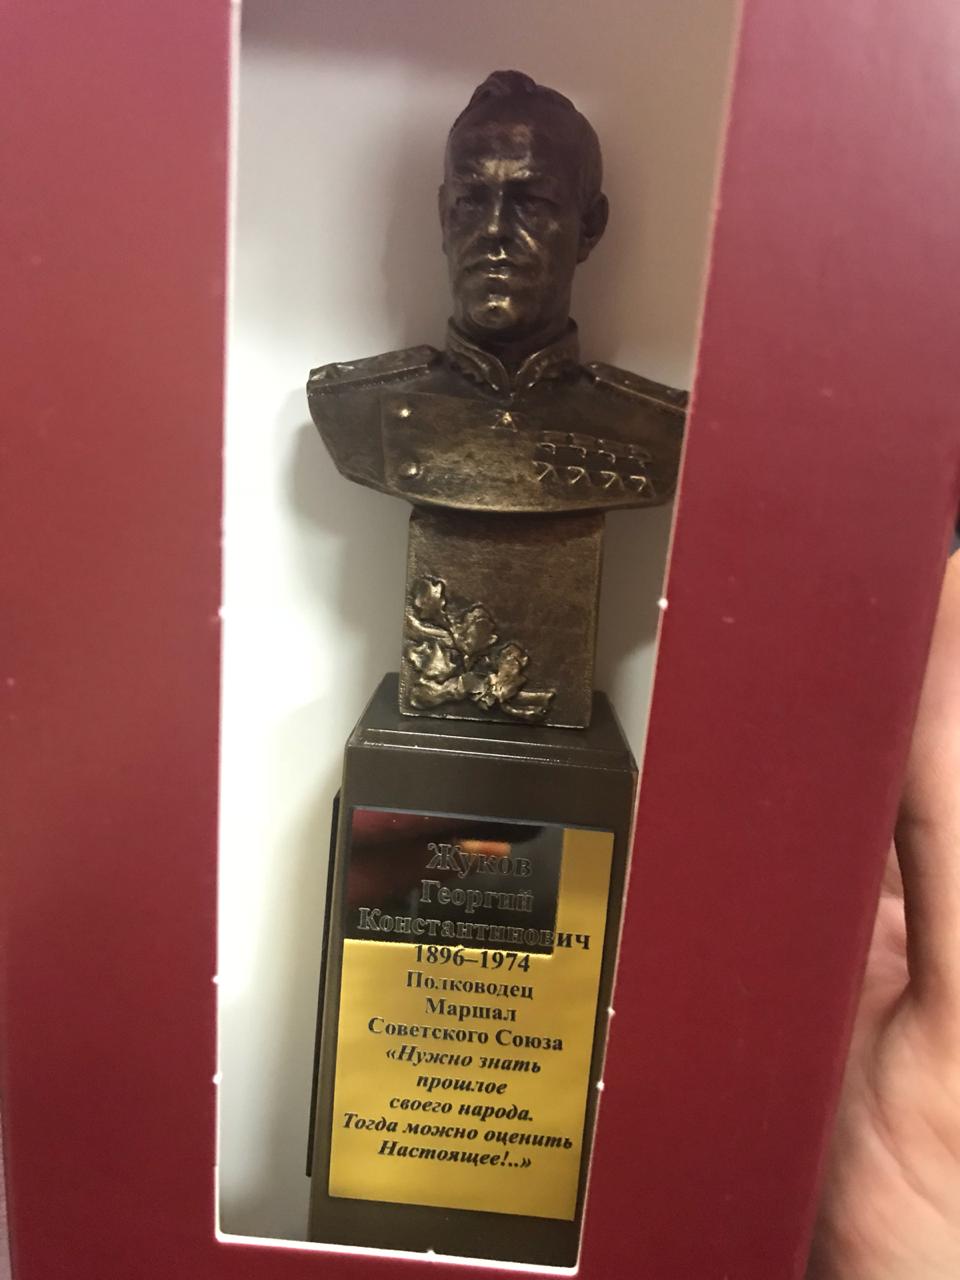 Жуков
Георгий
Константинович
1896–1974
Полководец
Маршал
Советского Союза
«Нужно знать
прошлое
своего народа.
Тогда можно оценить
Настоящее!..»